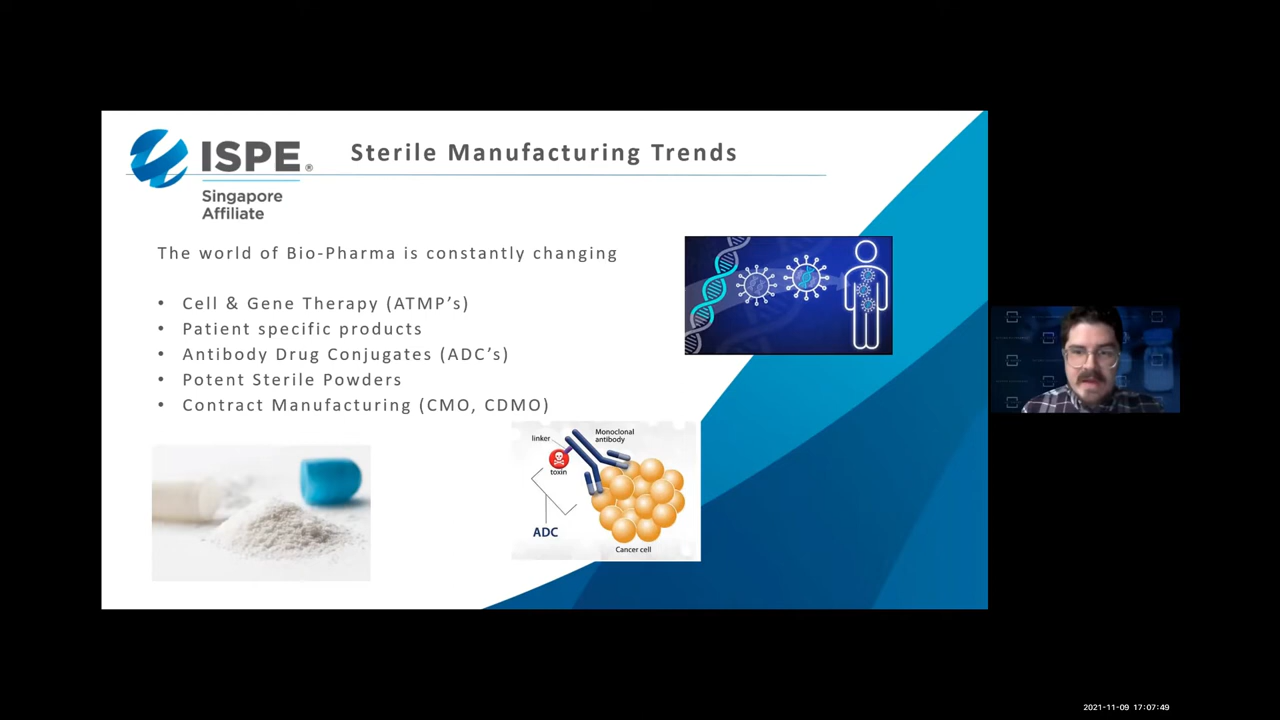 ISPE®
Singapore
Affiliate
Sterile Manufacturing Trends
The world of Bio-Pharma is constantly changing
• Cell & Gene Therapy (ATMP’s)
• Patient specific products
• Antibody Drug Conjugates (ADC’s)
• Potent Sterile Powders
• Contract Manufacturing (CMO, CDMO)
linker
Monoclonal
antibody
toxin
ADC
Cancer cell
2021-11-09 17:07:49